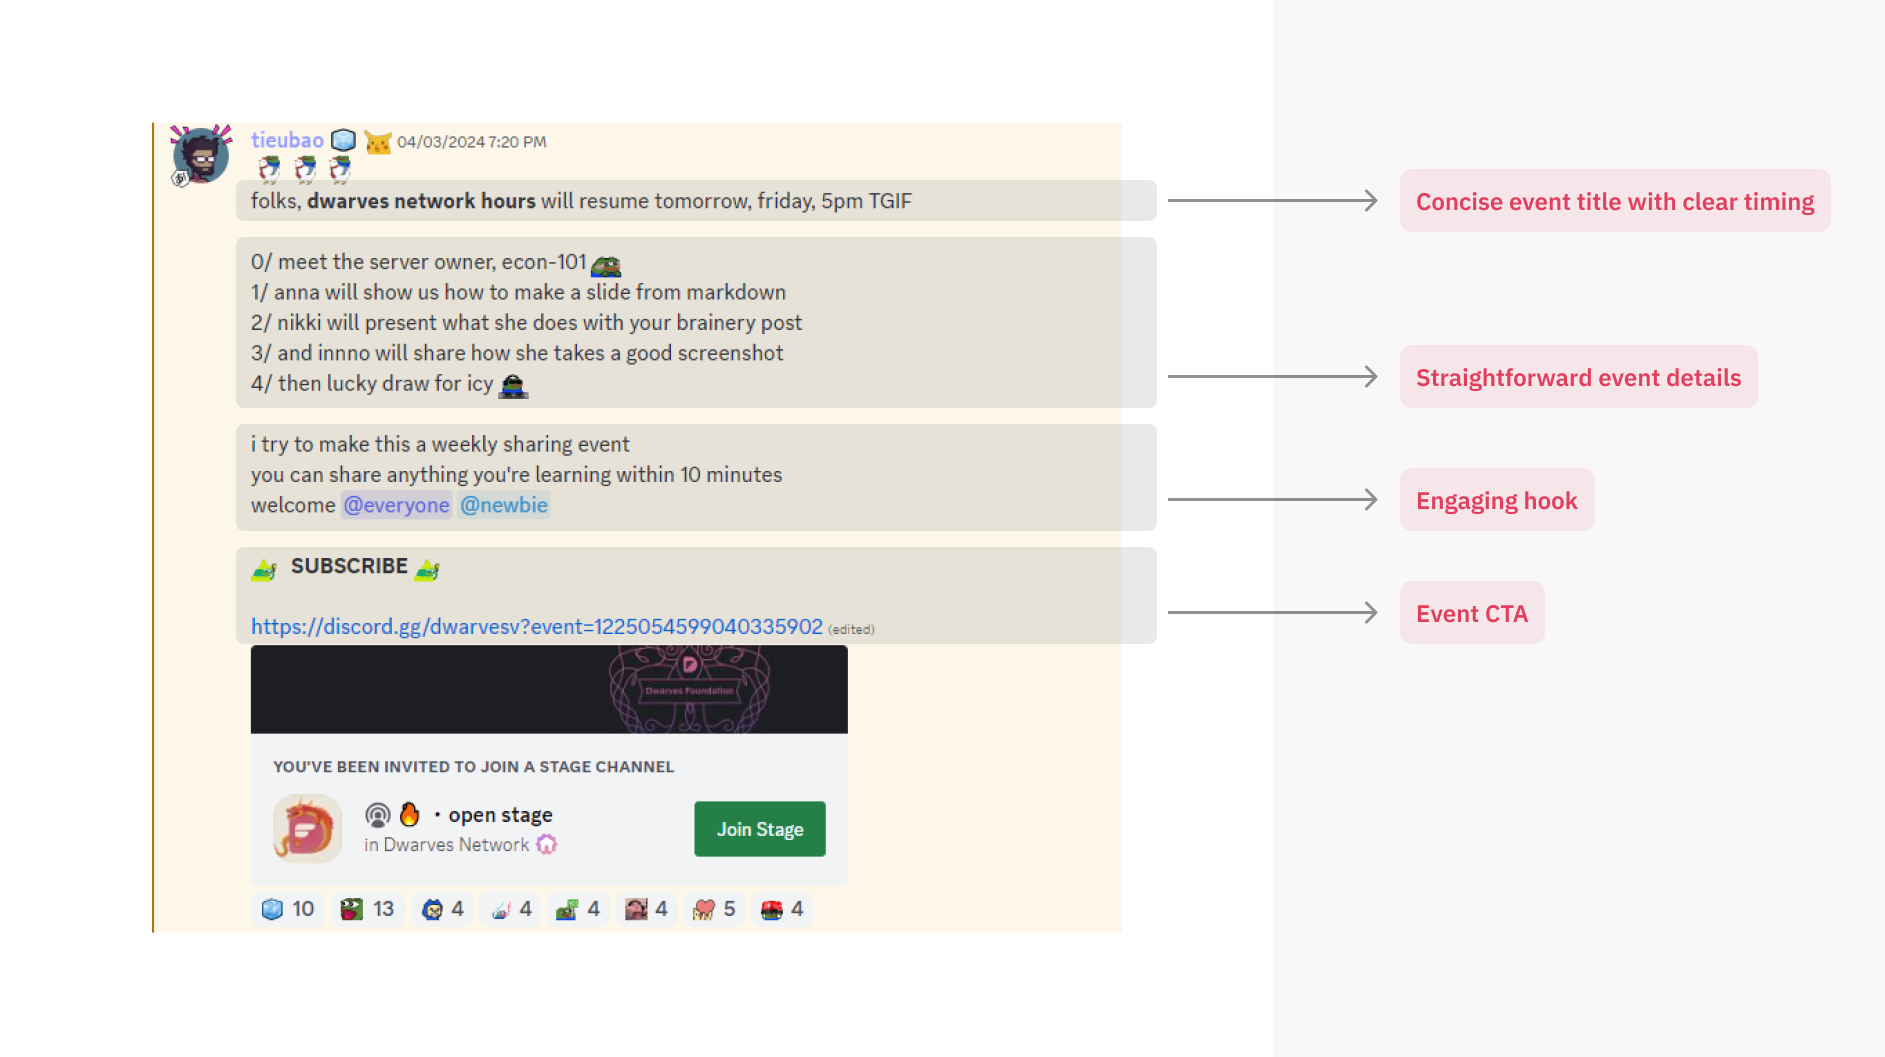 tieubao 04/03/2024 7:20 PM
folks, dwarves network hours will resume tomorrow, friday, 5pm TGIF
Concise event title with clear timing
0/ meet the server owner, econ-101
1/ anna will show us how to make a slide from markdown
2/ nikki will present what she does with your brainery post
3/ and innno will share how she takes a good screenshot
4/ then lucky draw for icy
Straightforward event details
i try to make this a weekly sharing event
you can share anything you're learning within 10 minutes
welcome @everyone @newbie
Engaging hook
SUBSCRIBE
https://discord.gg/dwarvesv?event=1225054599040335902 (edited)
Event CTA
Dwarves Foundation
YOU'VE BEEN INVITED TO JOIN A STAGE CHANNEL
• open stage
in Dwarves Network
Join Stage
10 13 4 4 4 4 5 4